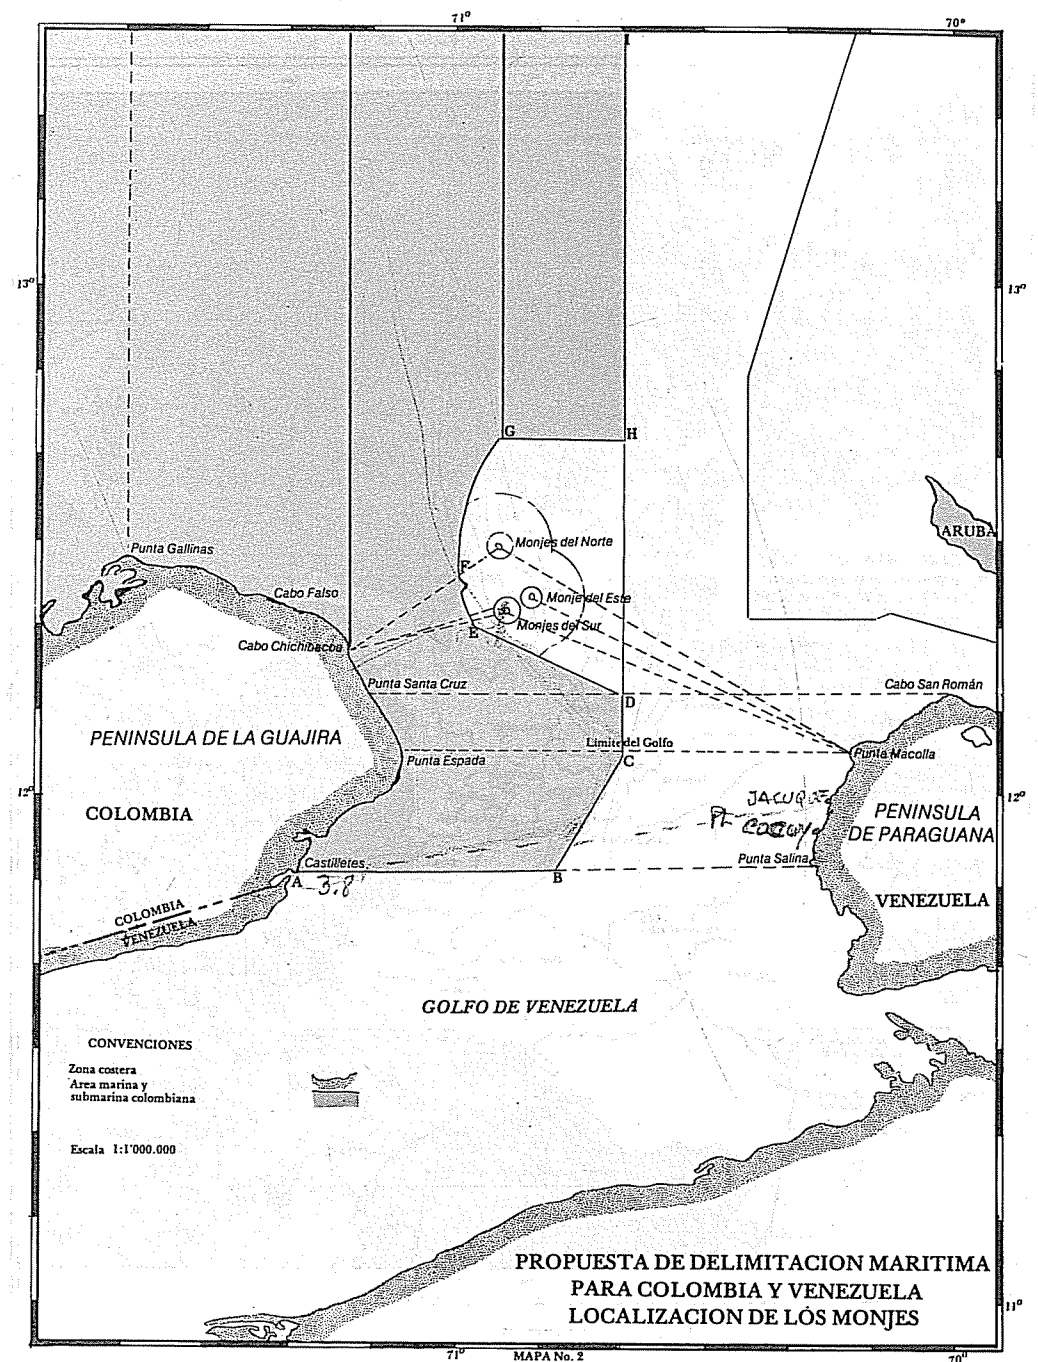 71°
70°
I
13°
13°
G
H
ARUBA
Monjes del Norte
Punta Gallinas
F
Cabo Falso
Monje del Este
Monjes del Sur
E
Cabo Chichibacoa
Punta Santa Cruz
Cabo San Román
D
PENINSULA DE LA GUAJIRA
Limite del Golfo
Punta Espada
C
Punta Macolla
12°
12°
COLOMBIA
JACUQUE
PENINSULA
DE PARAGUANA
Castilletes
Punta Salina
A
3.8'
B
VENEZUELA
COLOMBIA
VENEZUELA
GOLFO DE VENEZUELA
CONVENCIONES
Zona costera
Area marina y
submarina colombiana
Escala 1:1'000.000
PROPUESTA DE DELIMITACION MARITIMA
PARA COLOMBIA Y VENEZUELA
LOCALIZACION DE LOS MONJES
11°
71°
MAPA No. 2
70°